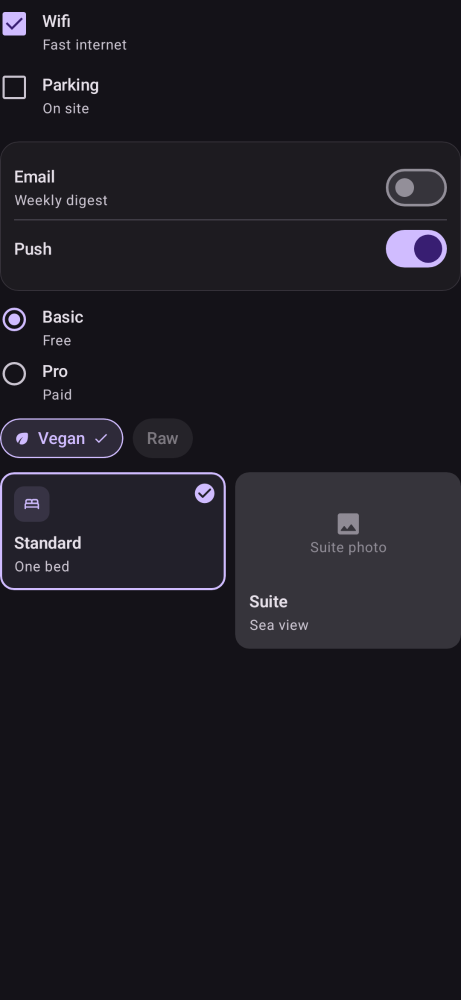 Wifi
Fast internet
Parking
On site
Email
Weekly digest
Push
Basic
Free
Pro
Paid
Vegan
Raw
Standard
One bed
Suite photo
Suite
Sea view